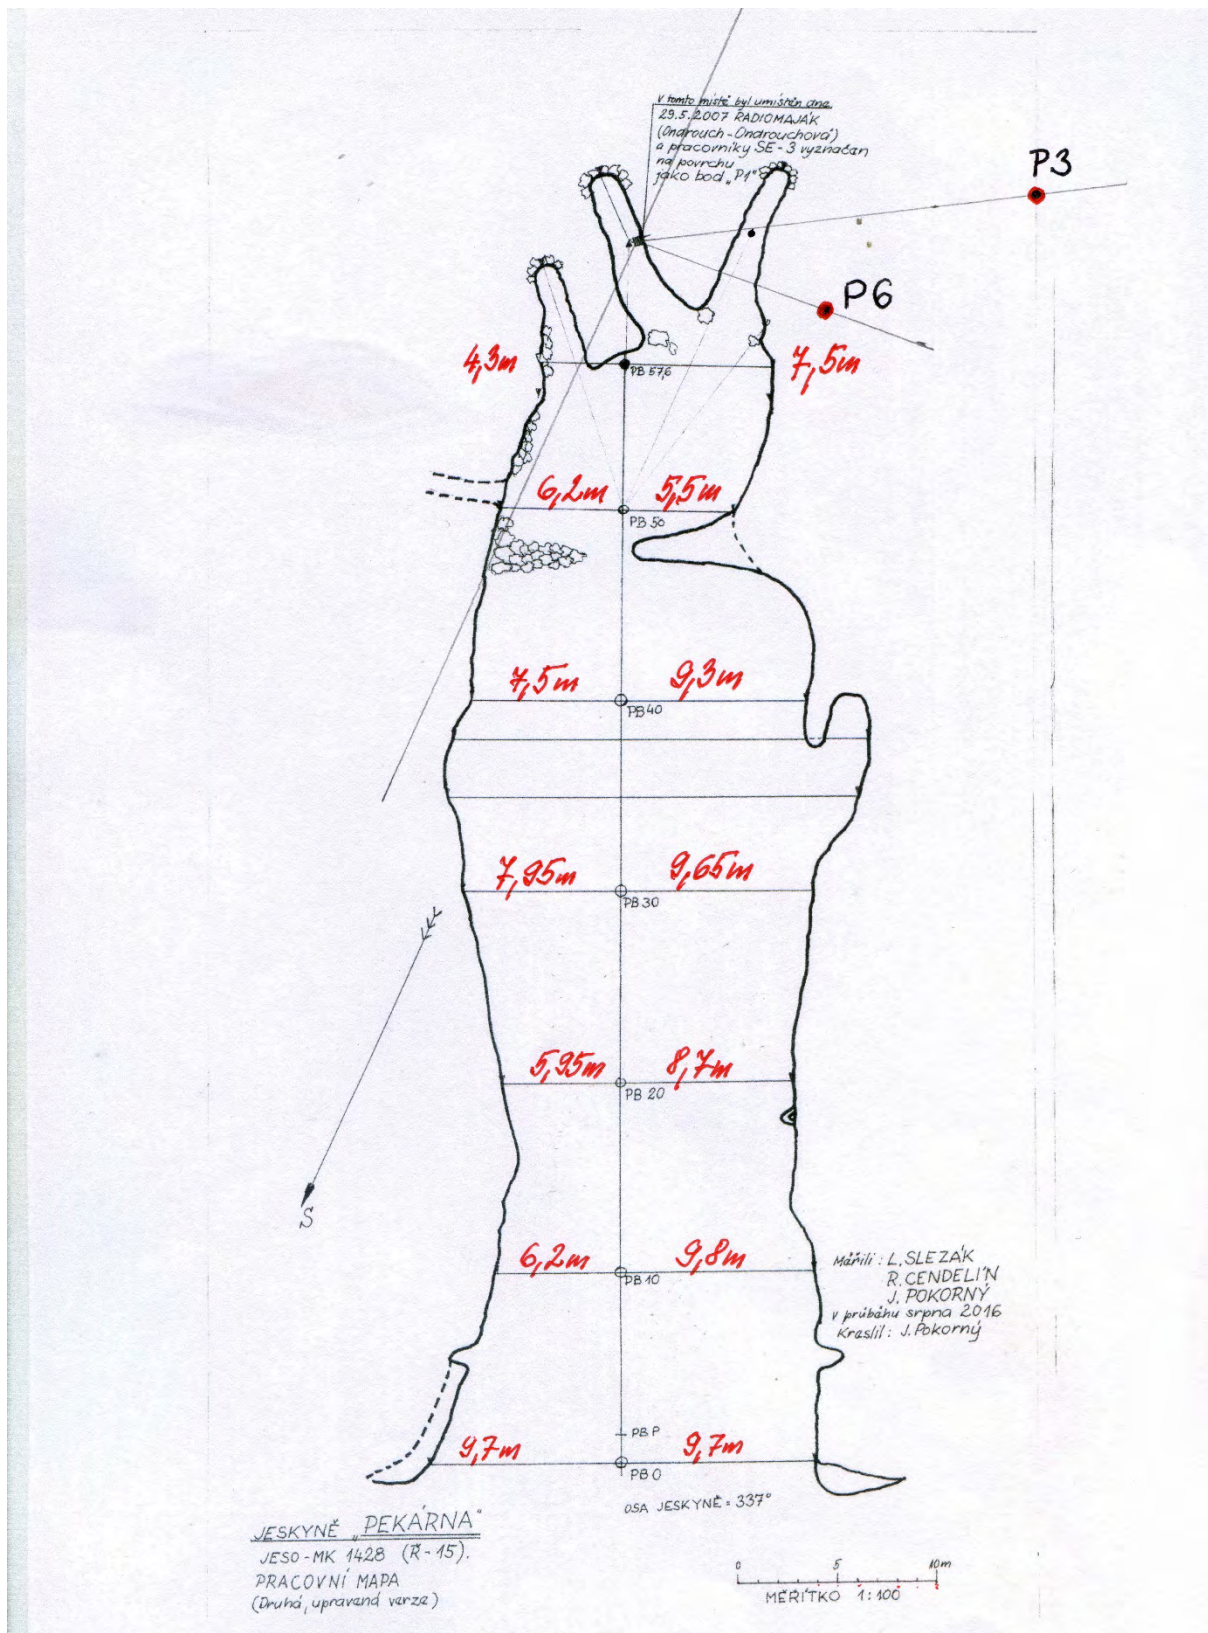 V tomto místě byl umístěn dne
29.5.2007 RADIOMAJÁK
(Ondrouch-Ondrouchová)
a pracovníky SE-3 vyznačen
na povrchu
jako bod „P1“
P3
P6
4,3m
7,5m
PB 57,6
6,2m 5,5m
PB 50
7,5m 9,3m
PB 40
7,95m 9,65m
PB 30
5,95m 8,7m
PB 20
S
6,2m 9,8m
PB 10
Měřili: L. SLEZÁK
R. CENDELÍN
J. POKORNÝ
v průběhu srpna 2016
Kreslil: J. Pokorný
PB P
9,7m 9,7m
PB 0
OSA JESKYNĚ = 337°
JESKYNĚ „PEKÁRNA“
JESO-MK 1428 (Ř-15).
PRACOVNÍ MAPA
(Druhá, upravená verze)
0 5 10m
MĚŘÍTKO 1:100